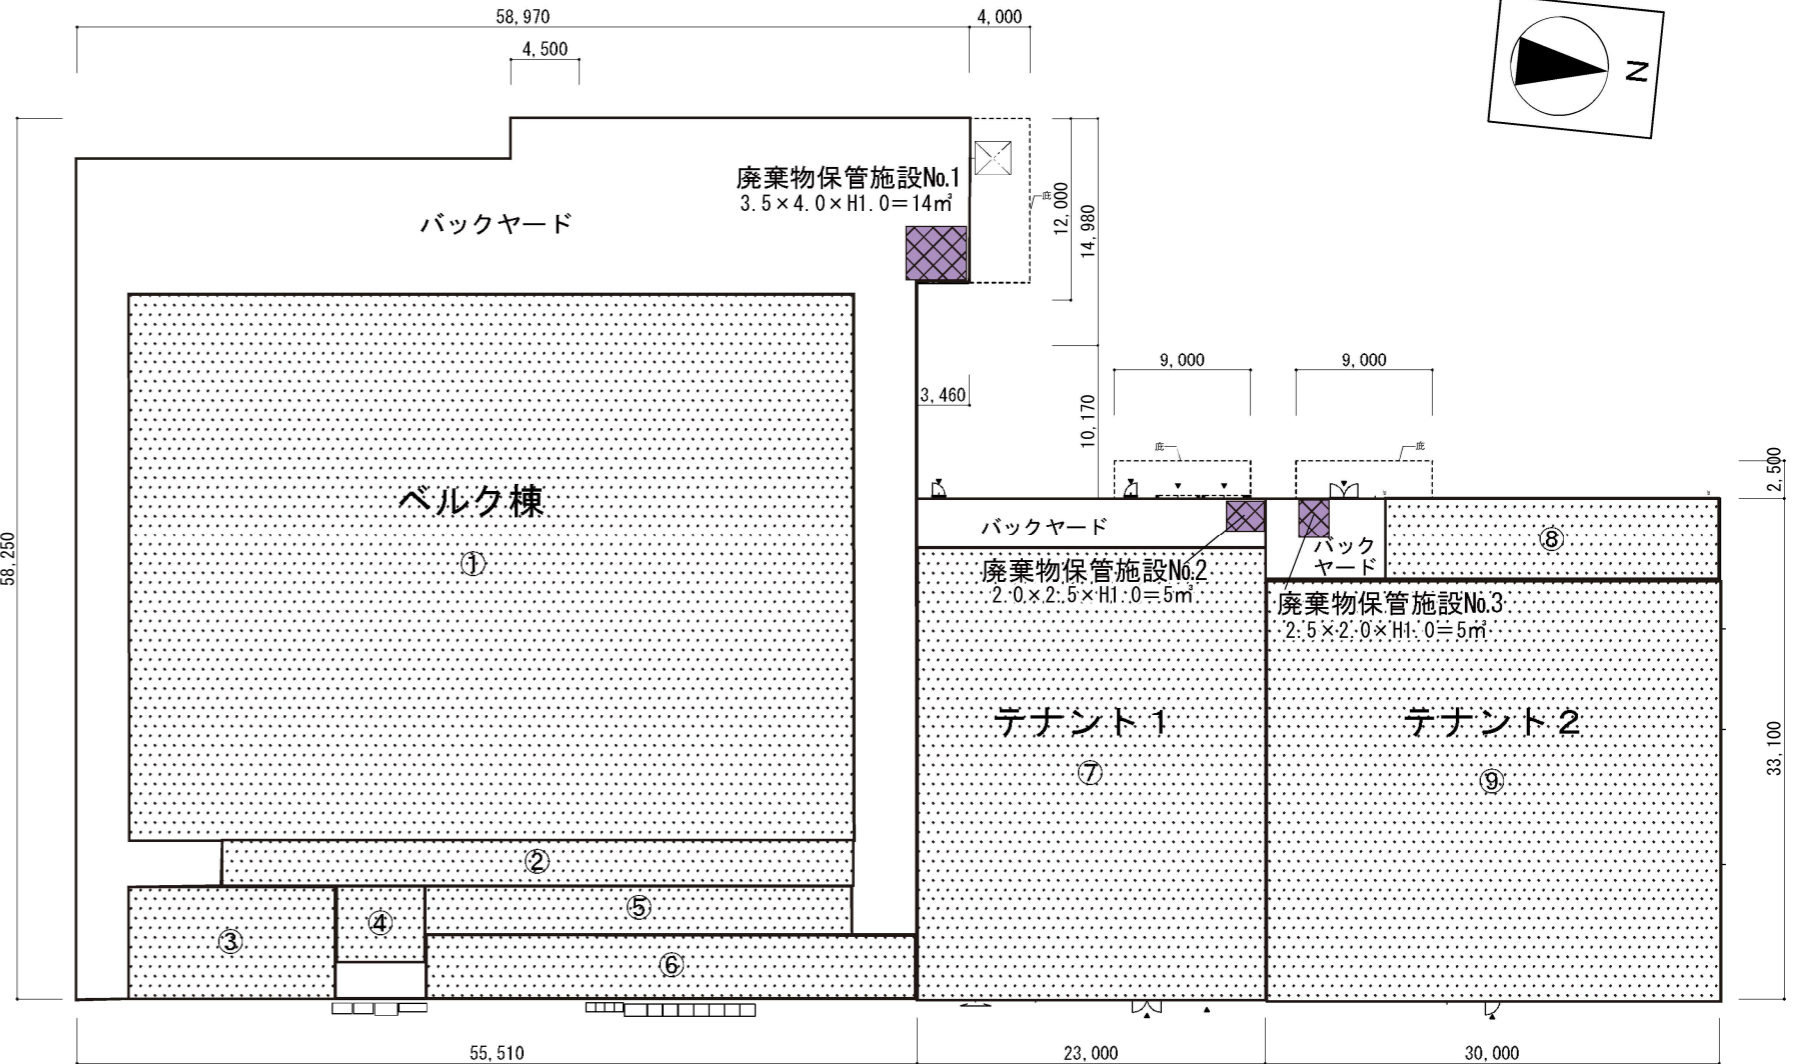 58,970
4,000
4,500
N
廃棄物保管施設No.1
3.5×4.0×H1.0=14㎥
バックヤード
庇
12,000
14,980
58,250
3,460
10,170
9,000
9,000
庇
庇
2,500
バックヤード
バック
ヤード
⑧
ベルク棟
①
廃棄物保管施設No.2
2.0×2.5×H1.0=5㎥
廃棄物保管施設No.3
2.5×2.0×H1.0=5㎥
テナント1
⑦
テナント2
⑨
33,100
②
③
④
⑤
⑥
55,510
23,000
30,000